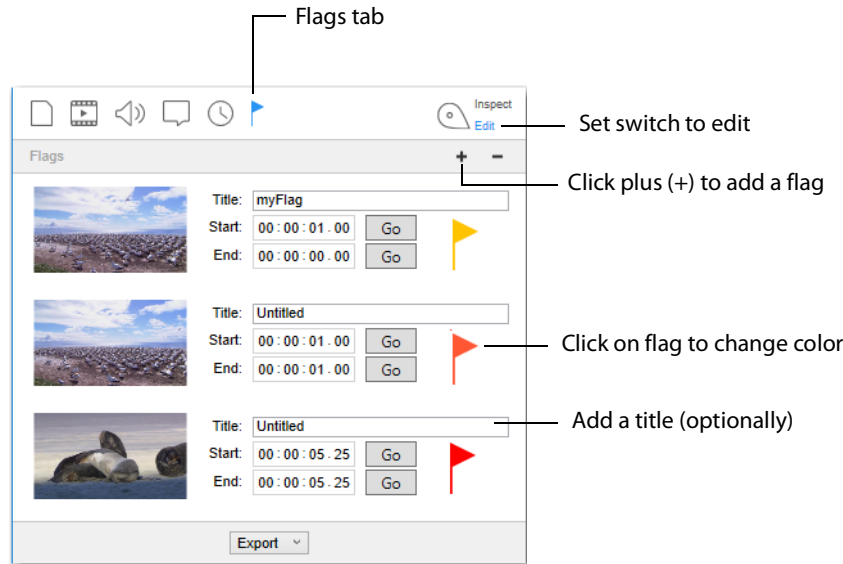 Flags tab
Inspect
Edit
Set switch to edit
Flags
+ -
Click plus (+) to add a flag
Title: myFlag
Start: 00:00:01.00 Go
End: 00:00:00.00 Go
Title: Untitled
Start: 00:00:01.00 Go
End: 00:00:01.00 Go
Click on flag to change color
Title: Untitled
Add a title (optionally)
Start: 00:00:05.25 Go
End: 00:00:05.25 Go
Export